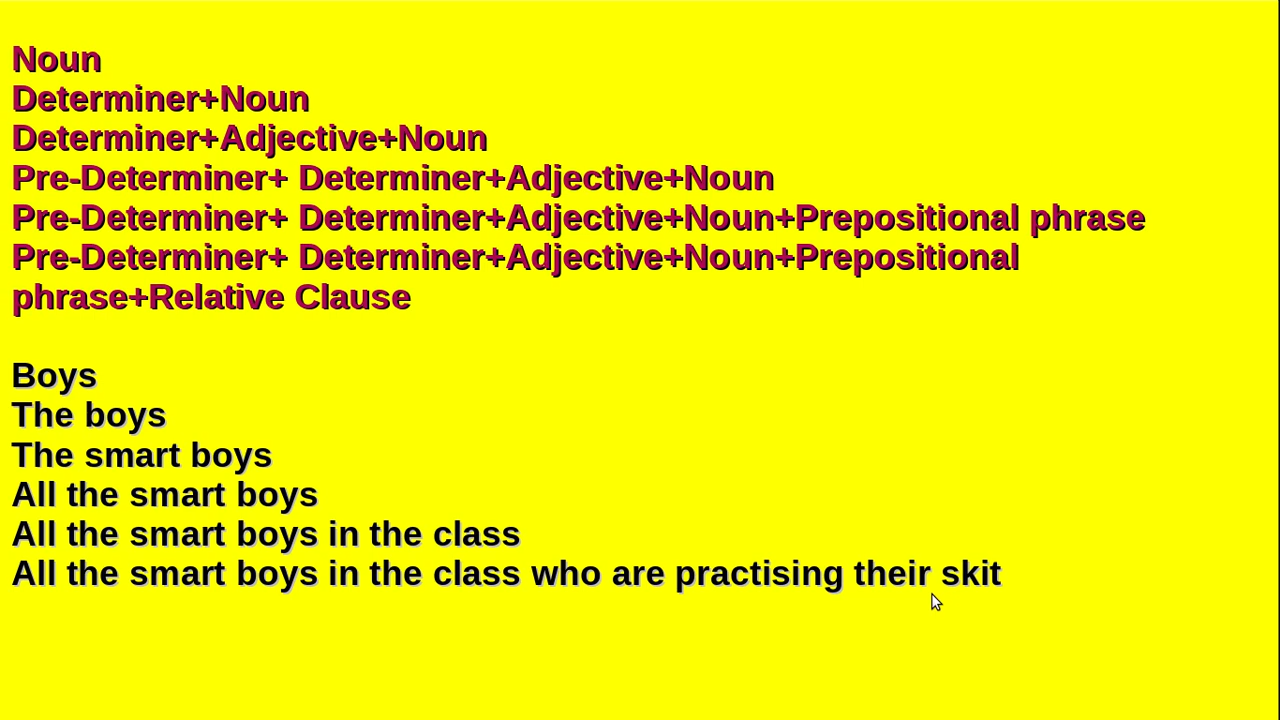 Noun
Determiner+Noun
Determiner+Adjective+Noun
Pre-Determiner+ Determiner+Adjective+Noun
Pre-Determiner+ Determiner+Adjective+Noun+Prepositional phrase
Pre-Determiner+ Determiner+Adjective+Noun+Prepositional
phrase+Relative Clause
Boys
The boys
The smart boys
All the smart boys
All the smart boys in the class
All the smart boys in the class who are practising their skit